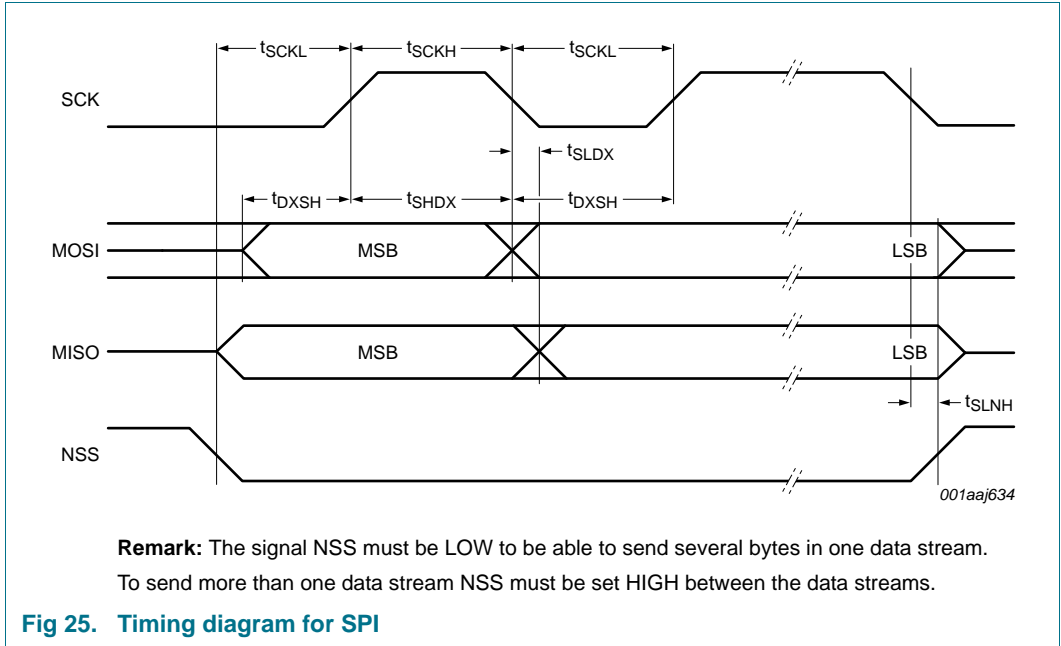 tSCKL tSCKH tSCKL
SCK
tSLDX
tDXSH tSHDX tDXSH
MOSI MSB LSB
MISO MSB LSB
tSLNH
NSS
001aaj634
Remark: The signal NSS must be LOW to be able to send several bytes in one data stream.
To send more than one data stream NSS must be set HIGH between the data streams.
Fig 25. Timing diagram for SPI